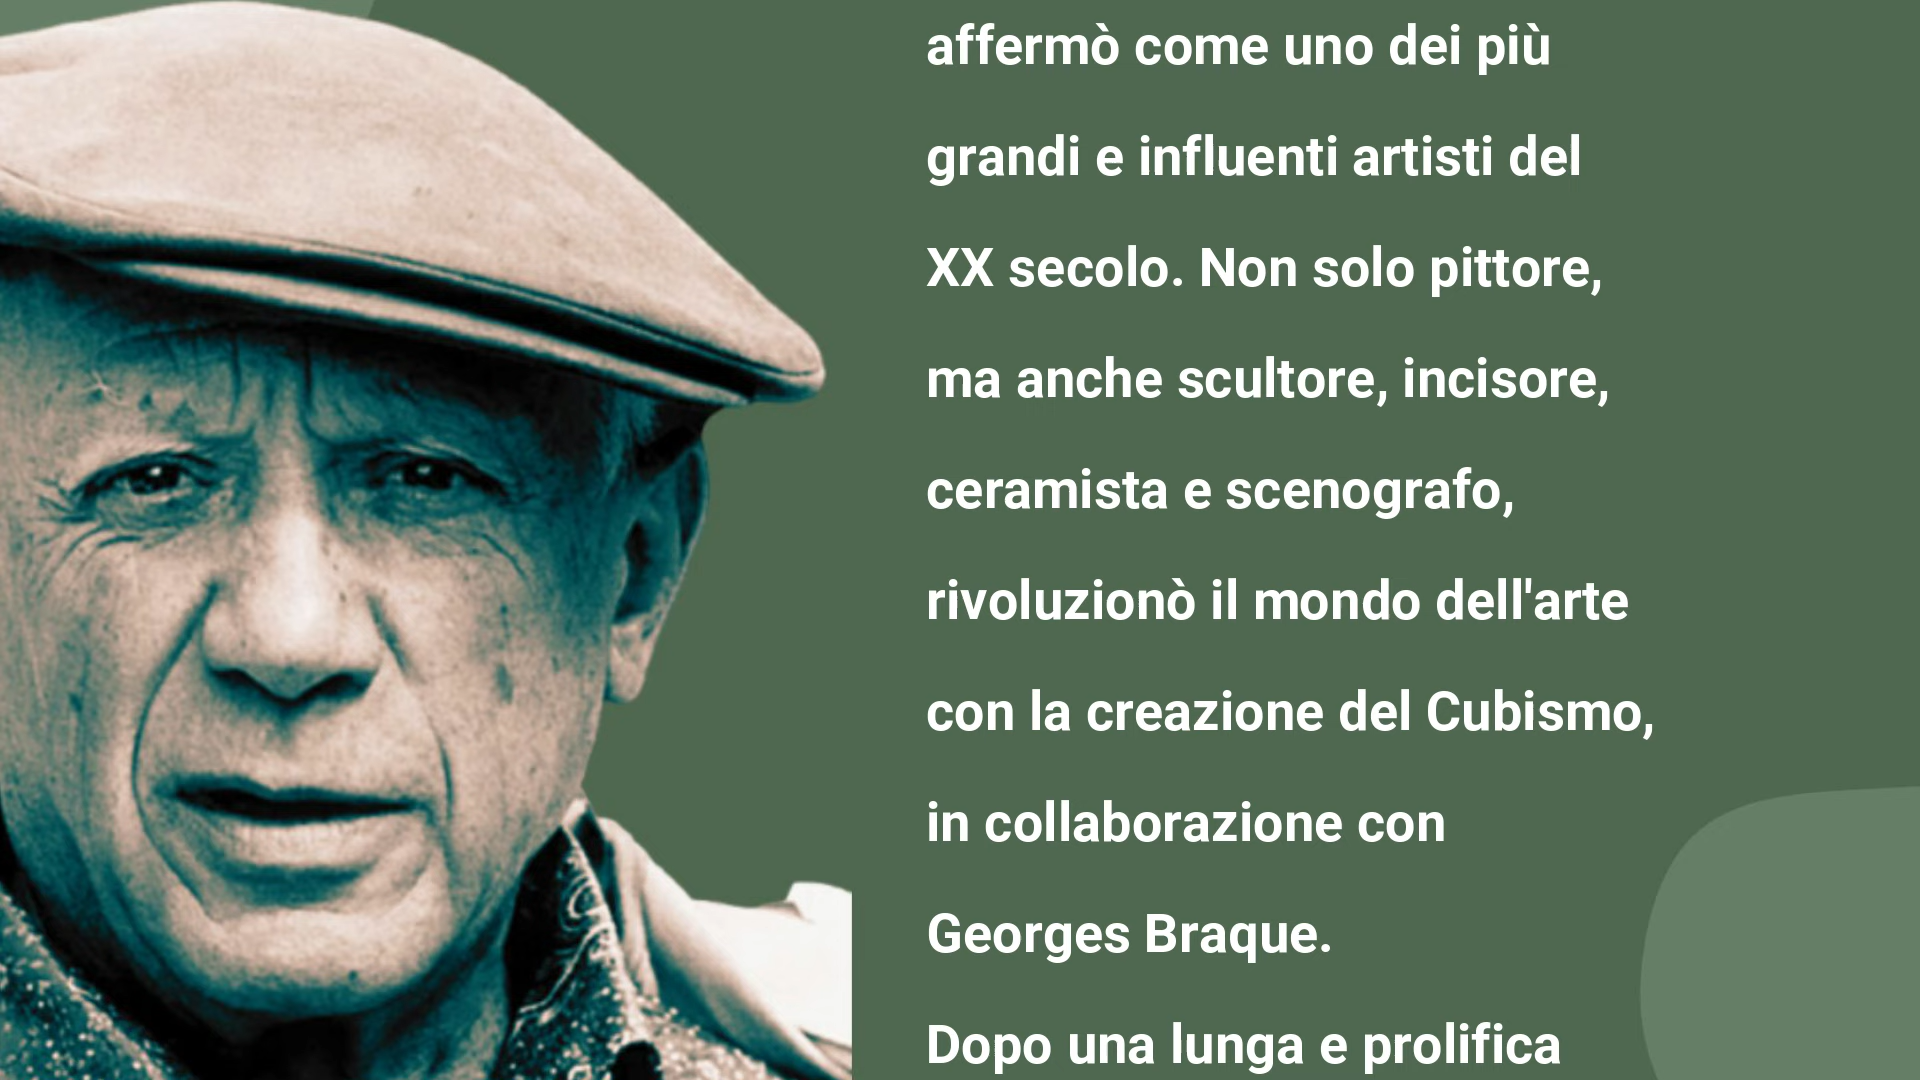 affermò come uno dei più
grandi e influenti artisti del
XX secolo. Non solo pittore,
ma anche scultore, incisore,
ceramista e scenografo,
rivoluzionò il mondo dell'arte
con la creazione del Cubismo,
in collaborazione con
Georges Braque.
Dopo una lunga e prolifica